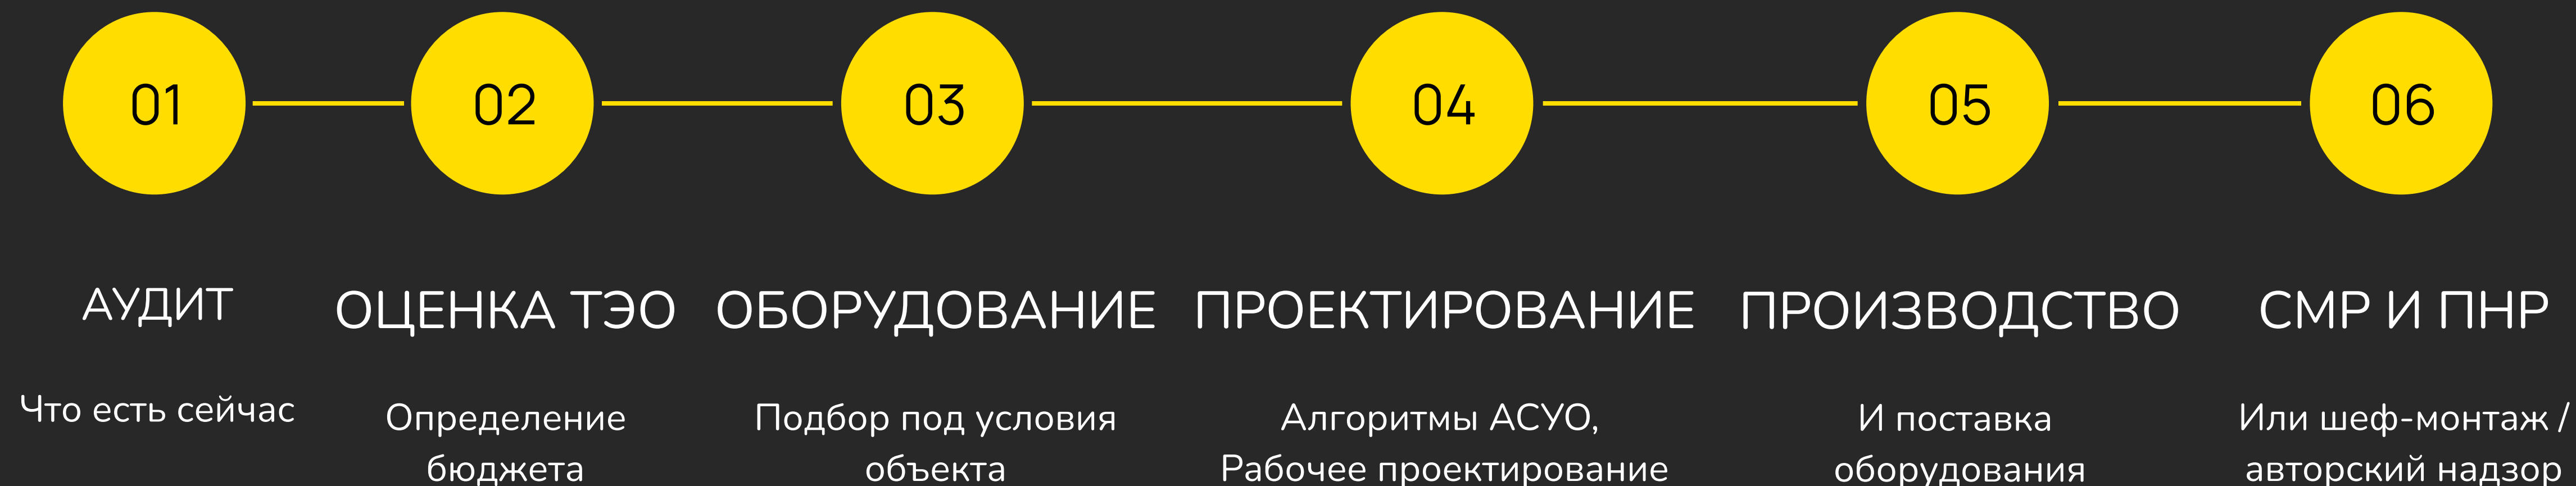 01
02
03
04
05
06
АУДИТ
ОЦЕНКА ТЭО
ОБОРУДОВАНИЕ
ПРОЕКТИРОВАНИЕ
ПРОИЗВОДСТВО
СМР И ПНР
Что есть сейчас
Определение
бюджета
Подбор под условия
объекта
Алгоритмы АСУО,
Рабочее проектирование
И поставка
оборудования
Или шеф-монтаж /
авторский надзор